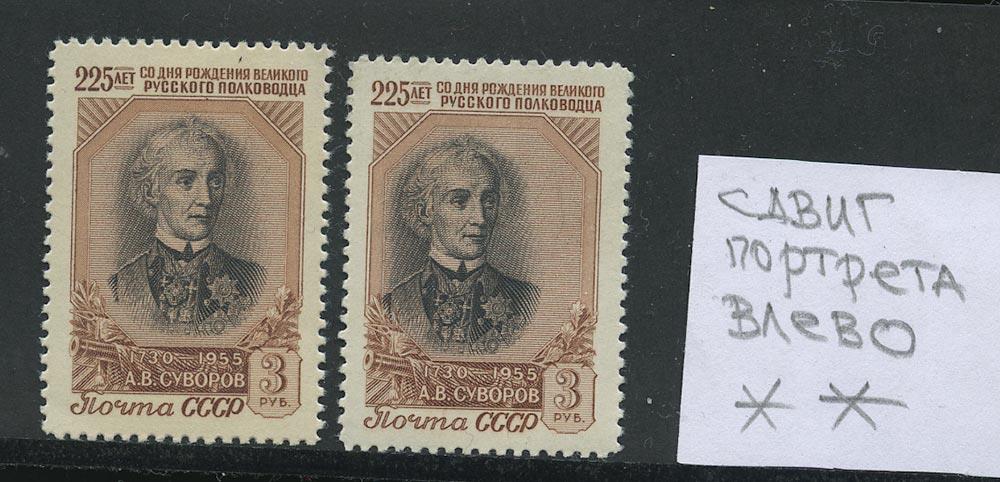 225 ЛЕТ СО ДНЯ РОЖДЕНИЯ ВЕЛИКОГО
РУССКОГО ПОЛКОВОДЦА
1730—1955
А.В. СУВОРОВ
3
РУБ.
Почта СССР
225 ЛЕТ СО ДНЯ РОЖДЕНИЯ ВЕЛИКОГО
РУССКОГО ПОЛКОВОДЦА
1730—1955
А.В. СУВОРОВ
3
РУБ.
Почта СССР
СДВИГ
портрета
Влево
* *